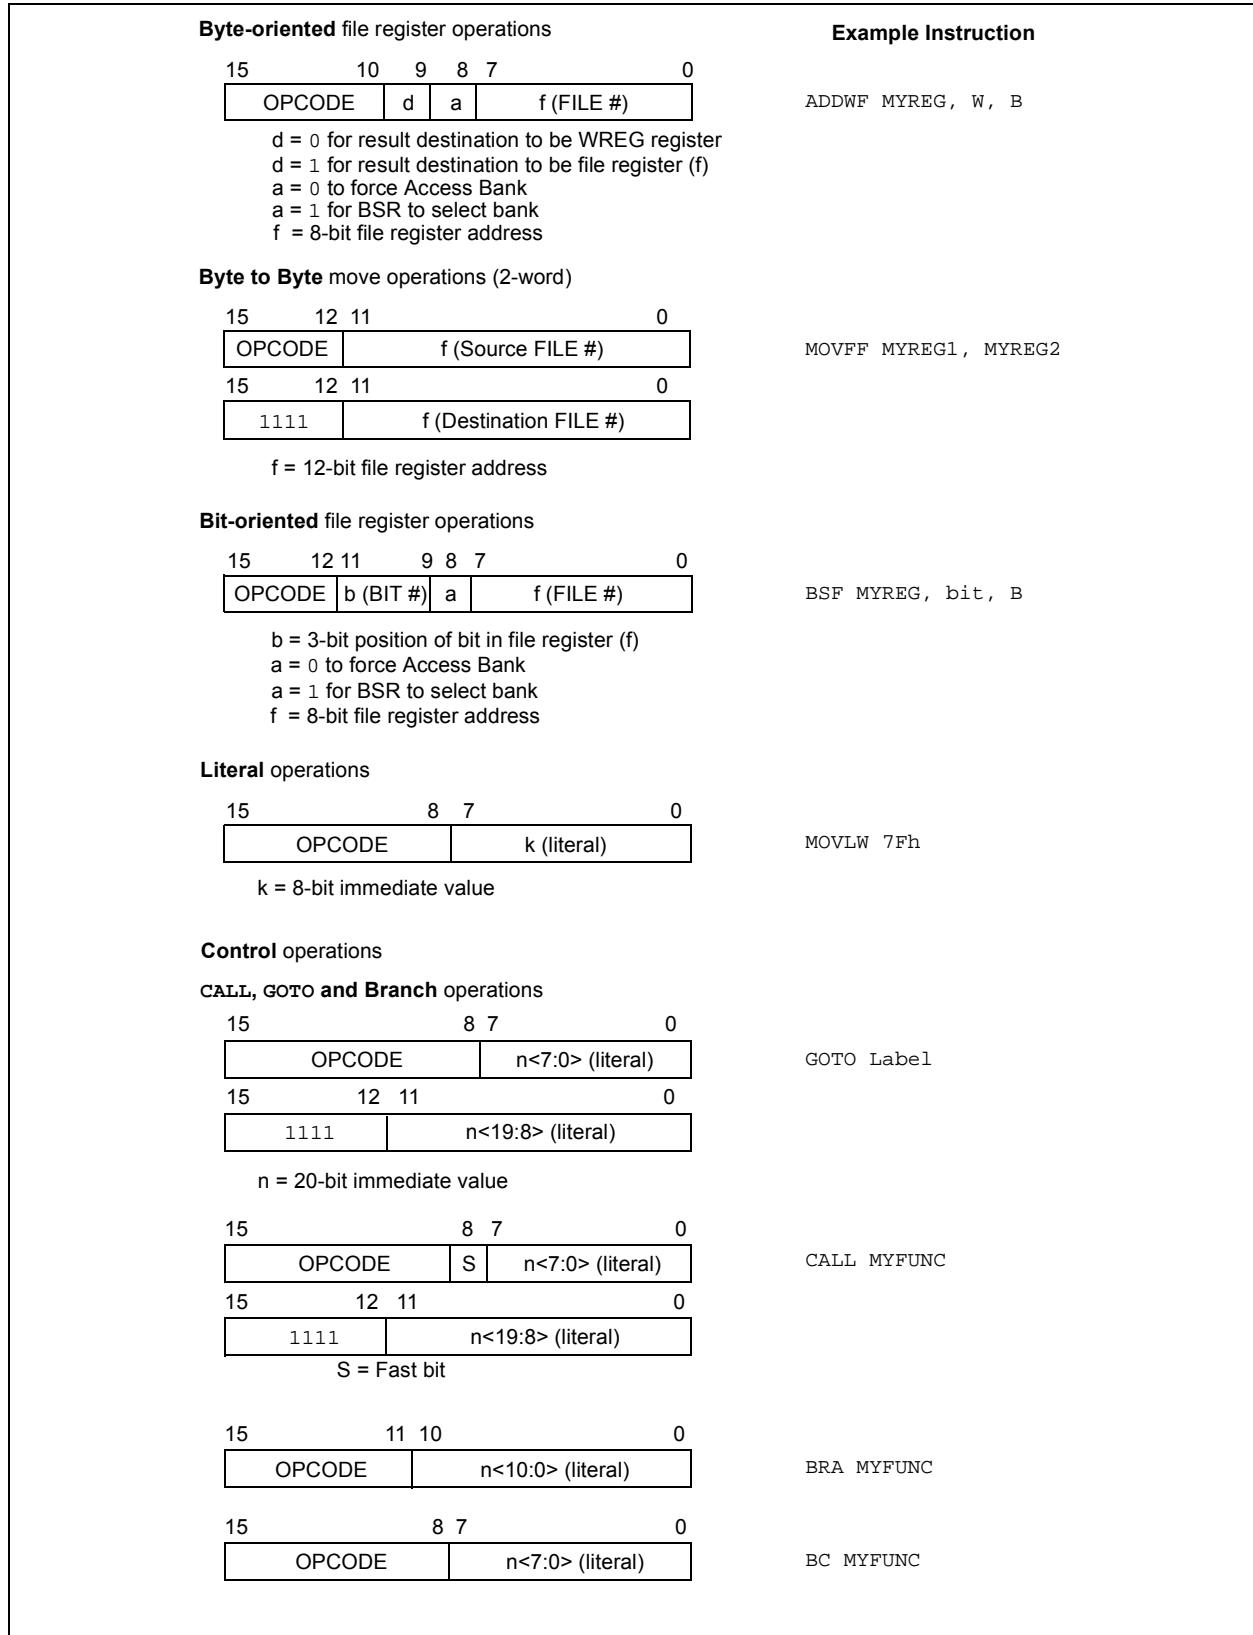 Byte-oriented file register operations
Example Instruction
15 10 9 8 7 0
OPCODE d a f (FILE #)
ADDWF MYREG, W, B
d = 0 for result destination to be WREG register
d = 1 for result destination to be file register (f)
a = 0 to force Access Bank
a = 1 for BSR to select bank
f = 8-bit file register address
Byte to Byte move operations (2-word)
15 12 11 0
OPCODE f (Source FILE #)
MOVFF MYREG1, MYREG2
15 12 11 0
1111 f (Destination FILE #)
f = 12-bit file register address
Bit-oriented file register operations
15 12 11 9 8 7 0
OPCODE b (BIT #) a f (FILE #)
BSF MYREG, bit, B
b = 3-bit position of bit in file register (f)
a = 0 to force Access Bank
a = 1 for BSR to select bank
f = 8-bit file register address
Literal operations
15 8 7 0
OPCODE k (literal)
MOVLW 7Fh
k = 8-bit immediate value
Control operations
CALL, GOTO and Branch operations
15 8 7 0
OPCODE n<7:0> (literal)
GOTO Label
15 12 11 0
1111 n<19:8> (literal)
n = 20-bit immediate value
15 8 7 0
OPCODE S n<7:0> (literal)
CALL MYFUNC
15 12 11 0
1111 n<19:8> (literal)
S = Fast bit
15 11 10 0
OPCODE n<10:0> (literal)
BRA MYFUNC
15 8 7 0
OPCODE n<7:0> (literal)
BC MYFUNC